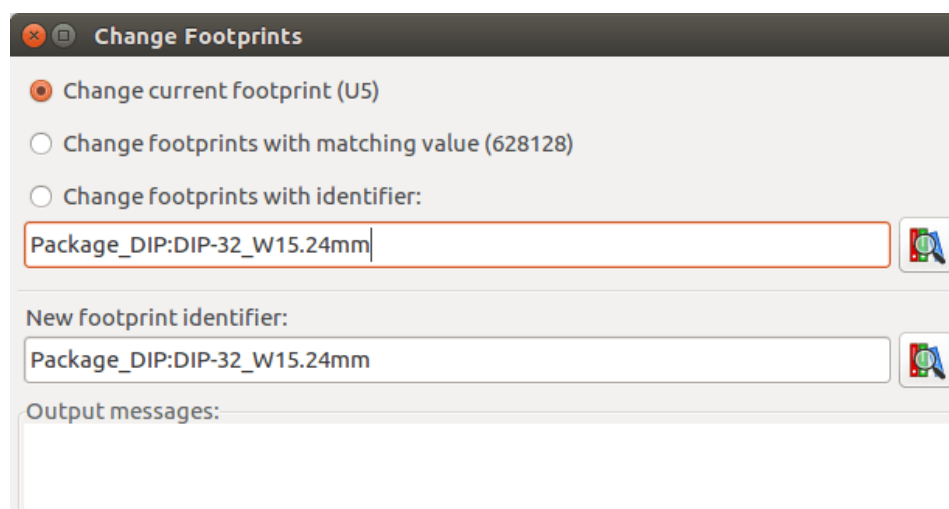 Change Footprints
Change current footprint (U5)
Change footprints with matching value (628128)
Change footprints with identifier:
Package_DIP:DIP-32_W15.24mm
New footprint identifier:
Package_DIP:DIP-32_W15.24mm
Output messages: